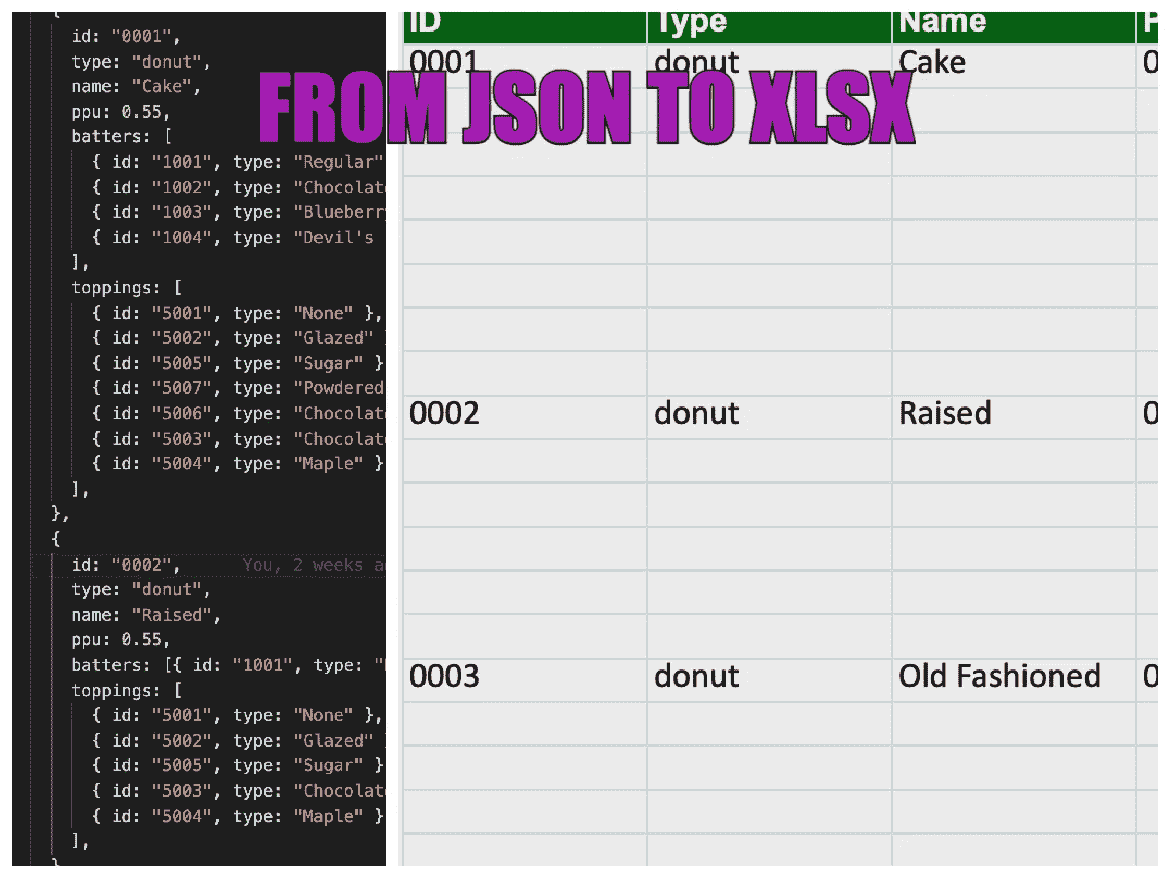 FROM JSON TO XLSX
{
id: "0001",
type: "donut",
name: "Cake",
ppu: 0.55,
batters: [
{ id: "1001", type: "Regular"
{ id: "1002", type: "Chocolat
{ id: "1003", type: "Blueberry
{ id: "1004", type: "Devil's
],
toppings: [
{ id: "5001", type: "None" },
{ id: "5002", type: "Glazed" }
{ id: "5005", type: "Sugar" }
{ id: "5007", type: "Powdered
{ id: "5006", type: "Chocolat
{ id: "5003", type: "Chocolat
{ id: "5004", type: "Maple" }
],
},
{
id: "0002", You, 2 weeks a
type: "donut",
name: "Raised",
ppu: 0.55,
batters: [{ id: "1001", type: "
toppings: [
{ id: "5001", type: "None" },
{ id: "5002", type: "Glazed" }
{ id: "5005", type: "Sugar" }
{ id: "5003", type: "Chocolat
{ id: "5004", type: "Maple" }
],
}
ID Type Name P
0001 donut Cake 0
0002 donut Raised 0
0003 donut Old Fashioned 0